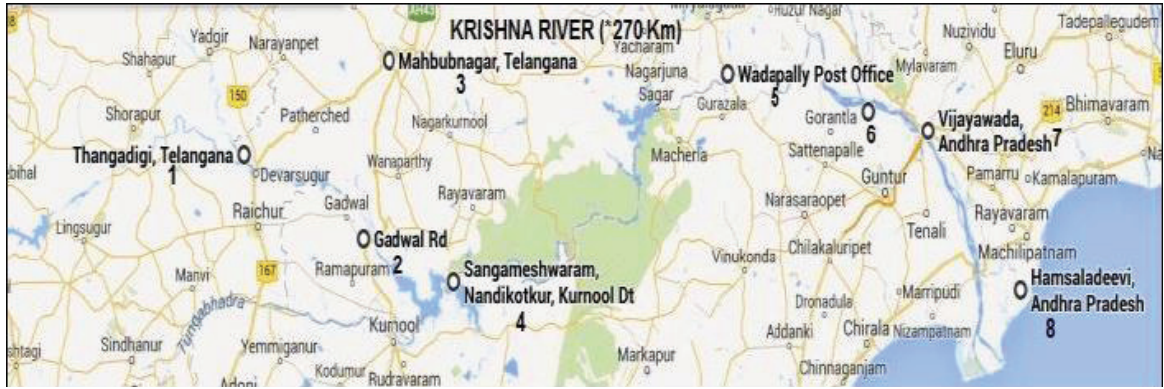 KRISHNA RIVER (*270 Km)
Huzur Nagar
Tadepallegudem
Yadgir
Narayanpet
Shahapur
Mahbubnagar, Telangana
3
Yacharam
Nagarjuna
Sagar
Wadapally Post Office
5
Nuzividu
Eluru
Mylavaram
150
Shorapur
Patherched
Nagarkurnool
Gurazala
Gorantla
6
214
Bhimavaram
Vijayawada,
Andhra Pradesh 7
Thangadigi, Telangana
1
Devarsugur
Wanaparthy
Macherla
Sattenapalle
Guntur
Pamarru
Kamalapuram
Lingsugur
Raichur
Gadwal
Rayavaram
Narasaraopet
Tenali
Rayavaram
Machilipatnam
Gadwal Rd
2
Chilakaluripet
Manvi
167
Ramapuram
Sangameshwaram,
Nandikotkur, Kurnool Dt
4
Vinukonda
Hamsaladeevi,
Andhra Pradesh
8
Tungabhadra
Kurnool
Dronadula
Marripudi
Addanki
Chirala
Nizampatnam
Sindhanur
Yemmiganur
Kodumur
Rudravaram
Markapur
Chinnaganjam